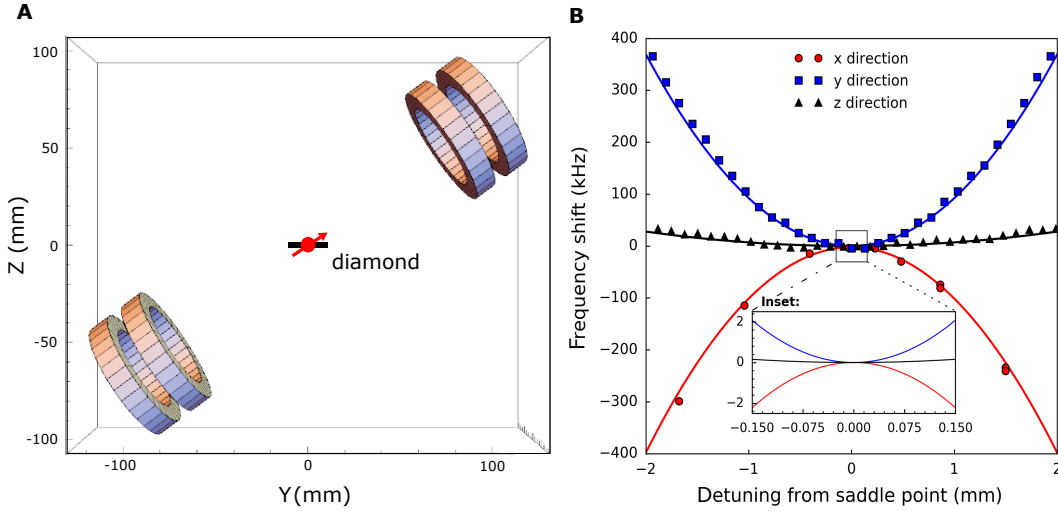 A
100
50
0
-50
-100
Z (mm)
-100
0
100
Y(mm)
diamond
B
400
300
200
100
0
−100
−200
−300
−400
Frequency shift (kHz)
x direction
y direction
z direction
Inset:
2
0
−2
−0.150
−0.075
0.000
0.075
0.150
−2
−1
0
1
2
Detuning from saddle point (mm)